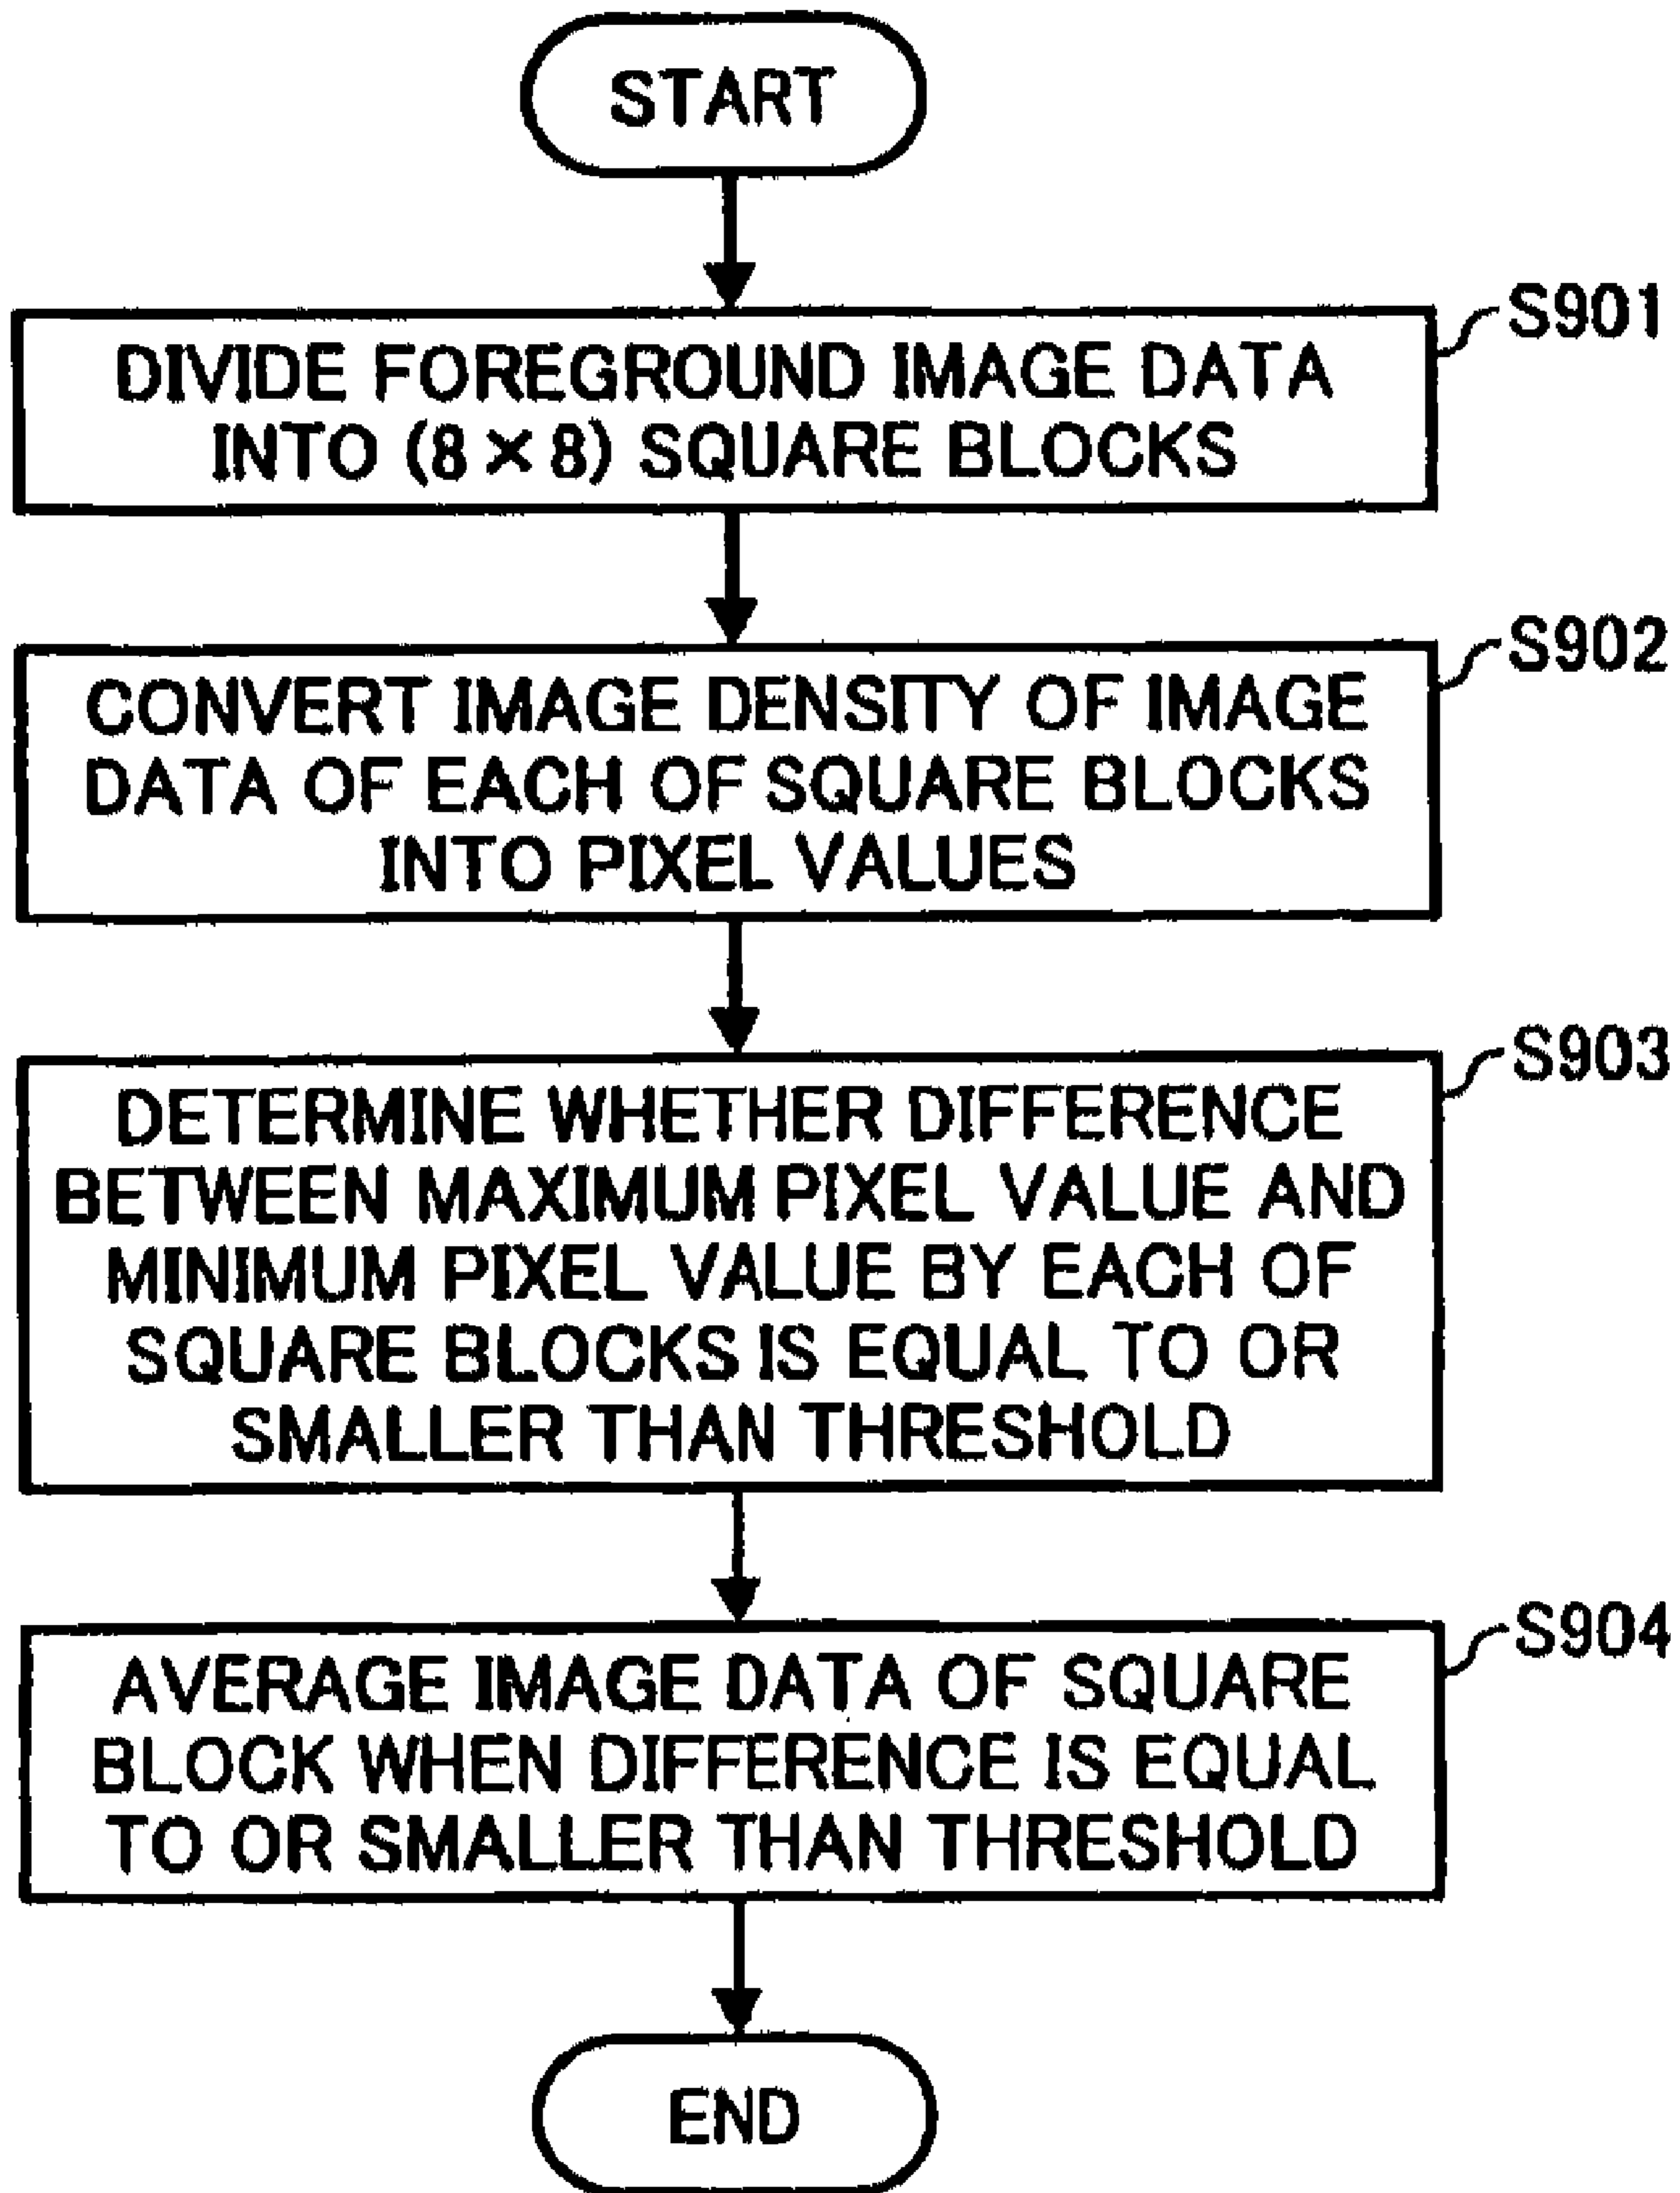 START
S901
DIVIDE FOREGROUND IMAGE DATA
INTO (8 × 8) SQUARE BLOCKS
S902
CONVERT IMAGE DENSITY OF IMAGE
DATA OF EACH OF SQUARE BLOCKS
INTO PIXEL VALUES
S903
DETERMINE WHETHER DIFFERENCE
BETWEEN MAXIMUM PIXEL VALUE AND
MINIMUM PIXEL VALUE BY EACH OF
SQUARE BLOCKS IS EQUAL TO OR
SMALLER THAN THRESHOLD
S904
AVERAGE IMAGE DATA OF SQUARE
BLOCK WHEN DIFFERENCE IS EQUAL
TO OR SMALLER THAN THRESHOLD
END